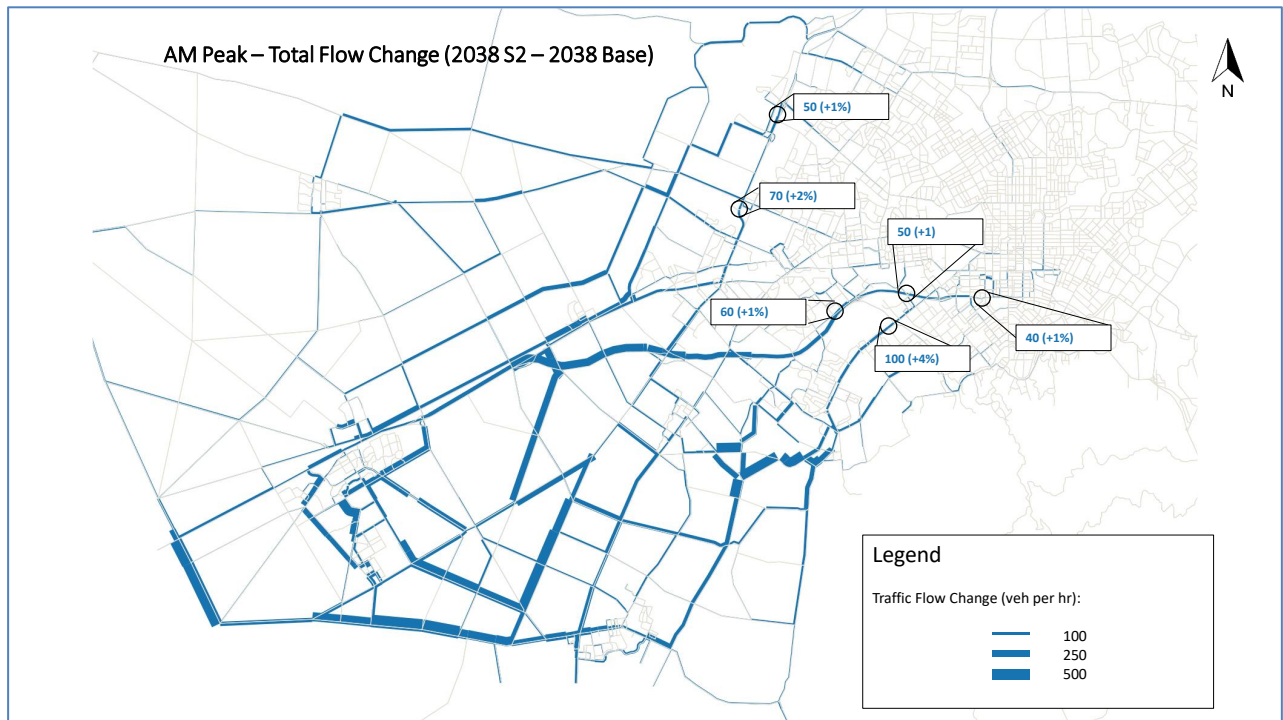 AM Peak – Total Flow Change (2038 S2 – 2038 Base)
N
50 (+1%)
70 (+2%)
50 (+1)
60 (+1%)
40 (+1%)
100 (+4%)
Legend
Traffic Flow Change (veh per hr):
100
250
500